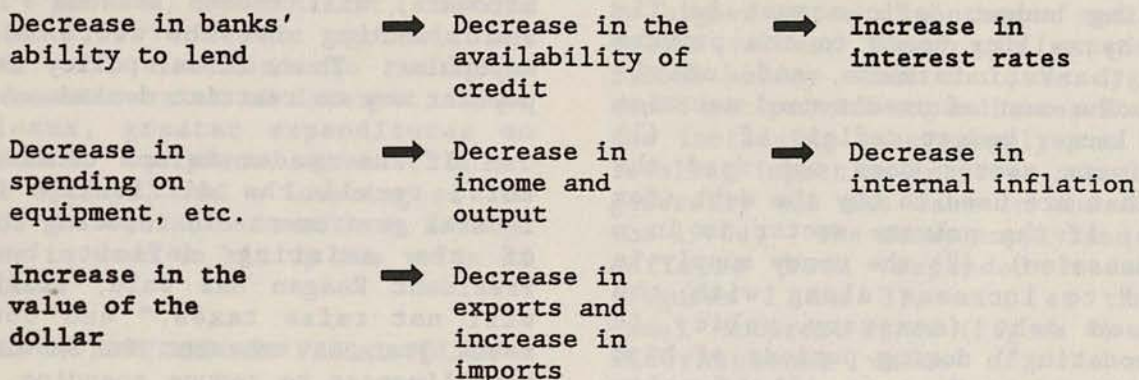 Decrease in banks' ➡ Decrease in the ➡ Increase in
ability to lend availability of interest rates
credit
Decrease in ➡ Decrease in ➡ Decrease in
spending on income and internal inflation
equipment, etc. output
Increase in the ➡ Decrease in
value of the exports and
dollar increase in
imports